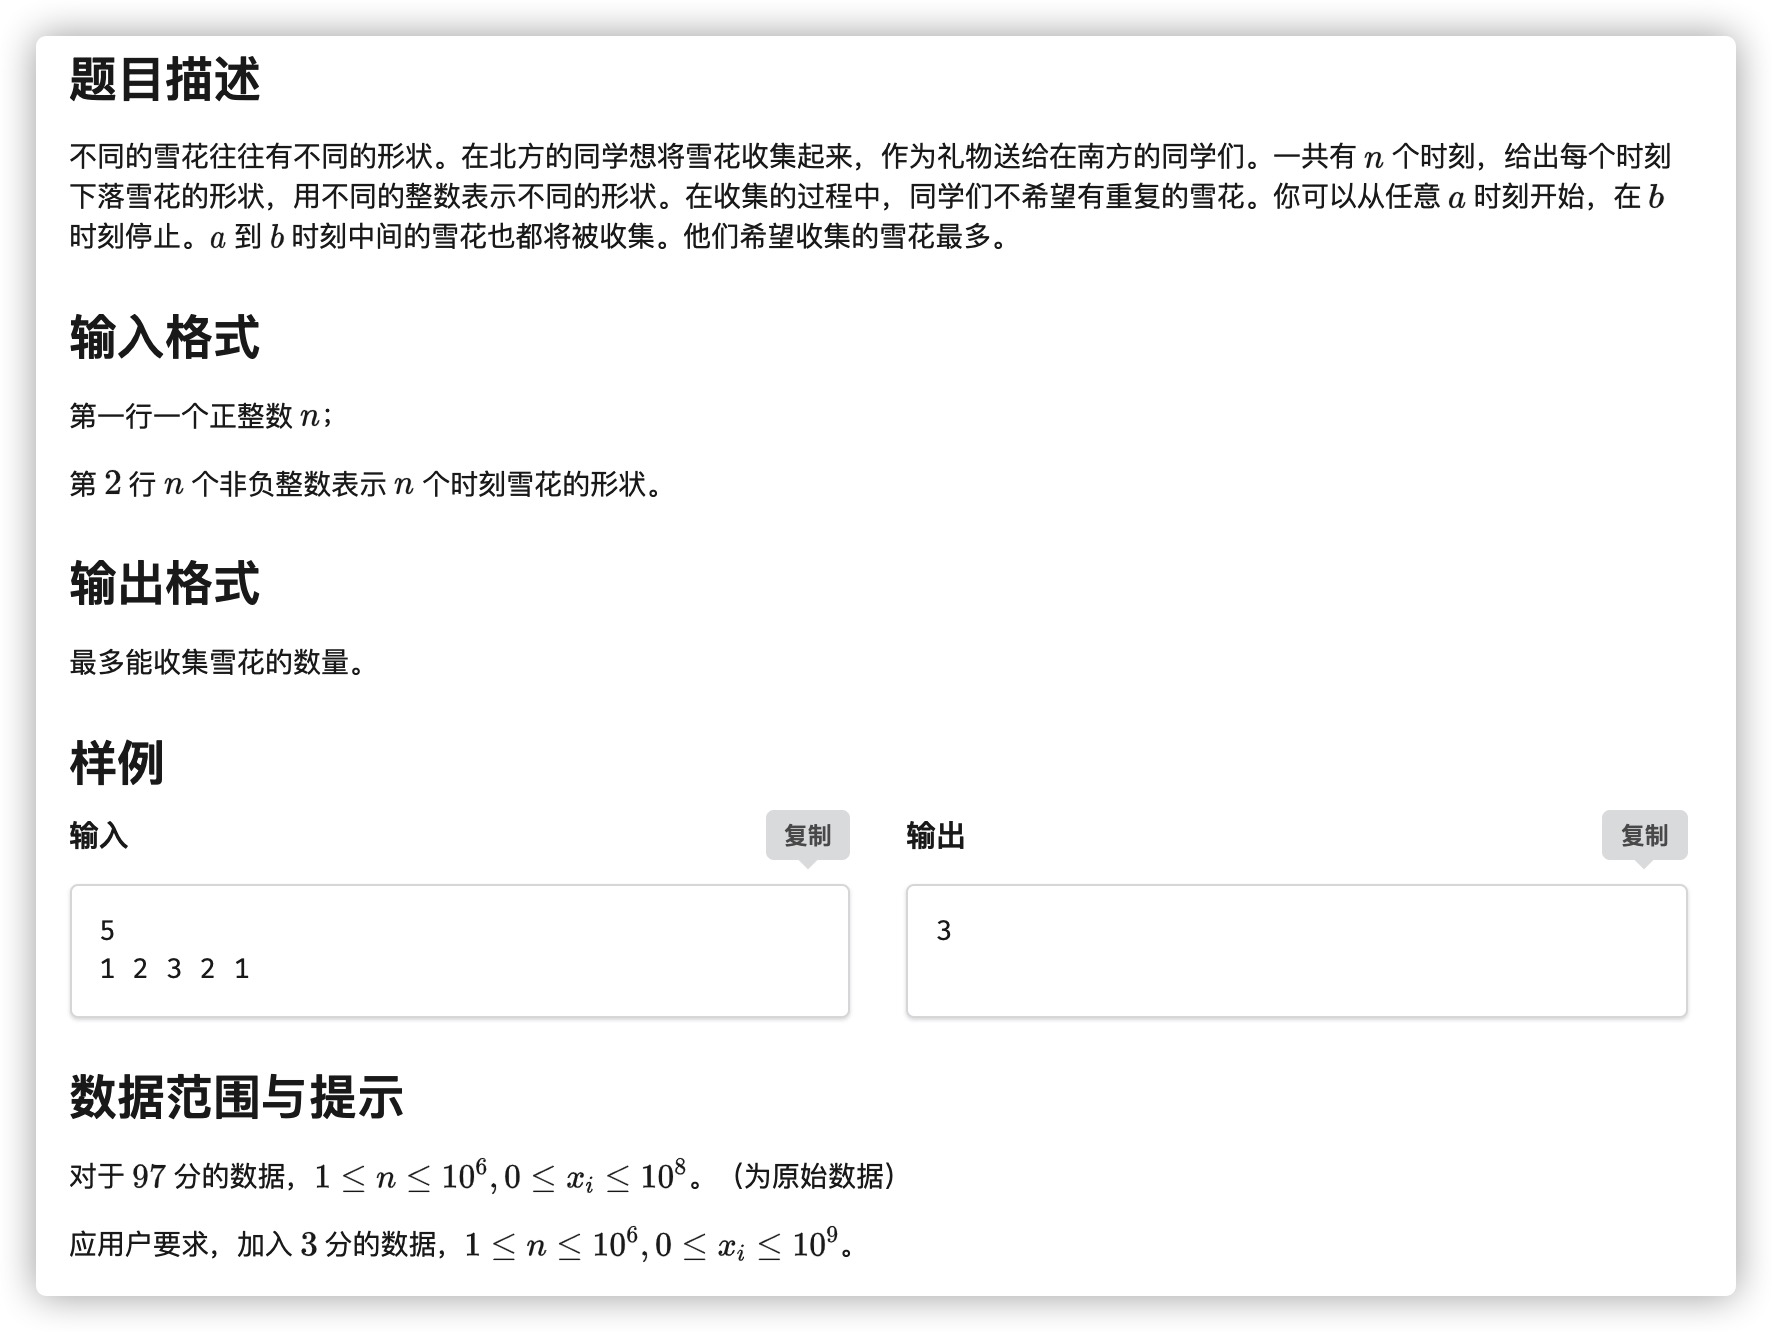 题目描述
不同的雪花往往有不同的形状。在北方的同学想将雪花收集起来，作为礼物送给在南方的同学们。一共有 n 个时刻，给出每个时刻
下落雪花的形状，用不同的整数表示不同的形状。在收集的过程中，同学们不希望有重复的雪花。你可以从任意 a 时刻开始，在 b
时刻停止。a 到 b 时刻中间的雪花也都将被收集。他们希望收集的雪花最多。
输入格式
第一行一个正整数 n；
第 2 行 n 个非负整数表示 n 个时刻雪花的形状。
输出格式
最多能收集雪花的数量。
样例
输入 复制
5
1 2 3 2 1
输出 复制
3
数据范围与提示
对于 97 分的数据，1 ≤ n ≤ 10^6, 0 ≤ x_i ≤ 10^8。（为原始数据）
应用户要求，加入 3 分的数据，1 ≤ n ≤ 10^6, 0 ≤ x_i ≤ 10^9。